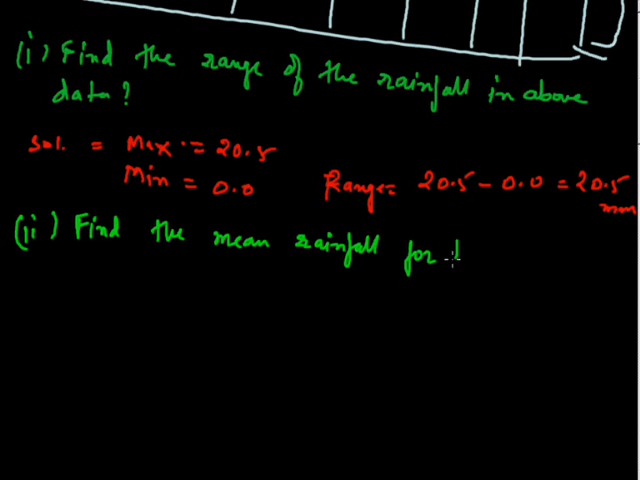 (i) Find the range of the rainfall in above
data?
Sol. = Max. = 20.5
Min = 0.0 Range = 20.5 - 0.0 = 20.5
mm
(ii) Find the mean rainfall for